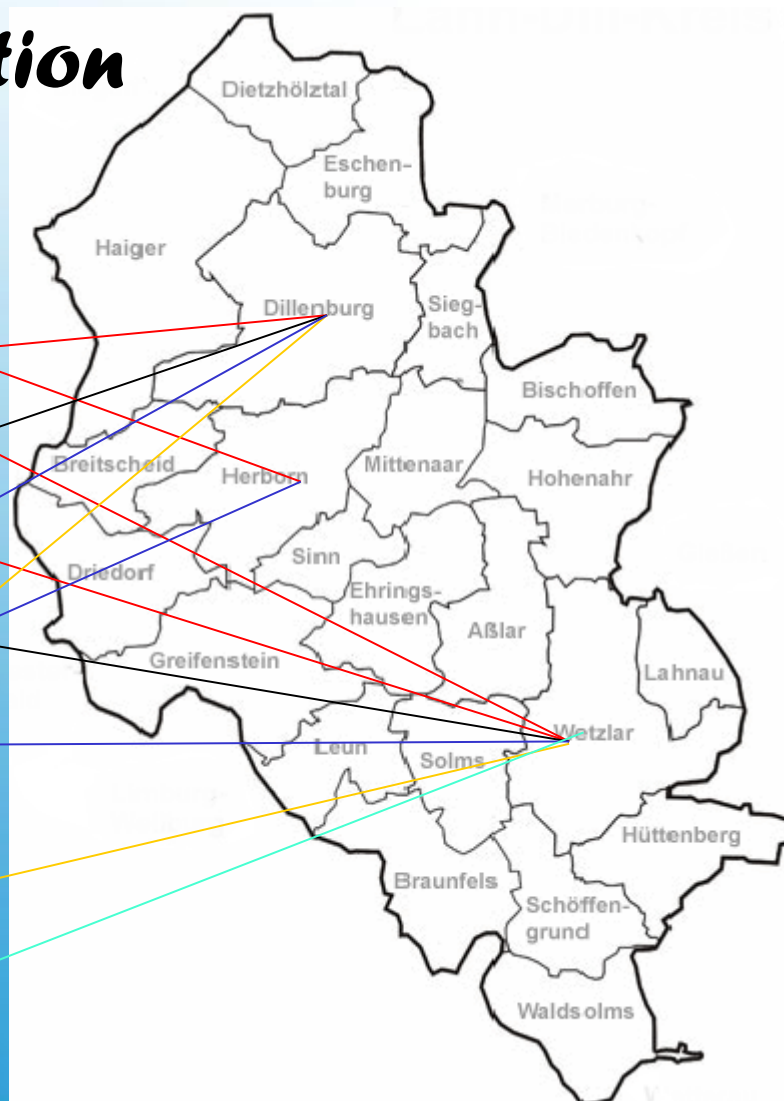 tion
Dietzhölztal
Eschen-
burg
Haiger
Dillenburg
Sieg-
bach
Bischoffen
Breitscheid
Herborn
Mittenaar
Hohenahr
Sinn
Driedorf
Ehrings-
hausen
Aßlar
Greifenstein
Lahnau
Wetzlar
Leun
Solms
Hüttenberg
Braunfels
Schöffen-
grund
Waldsolms